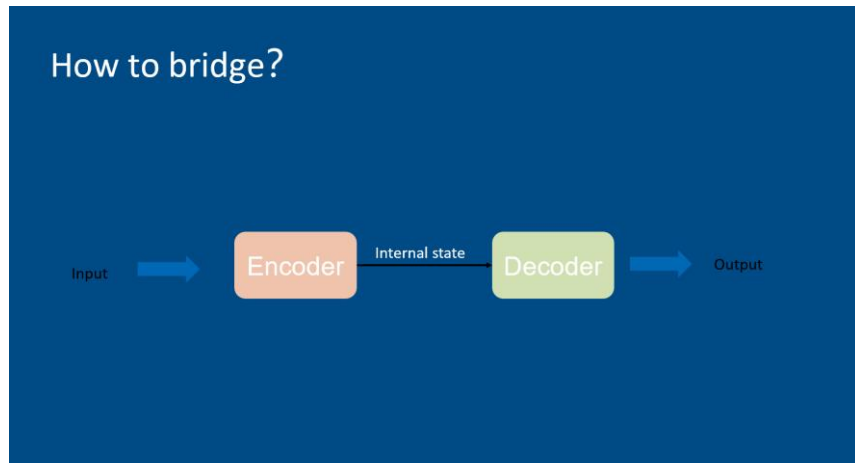 How to bridge?
Input
Encoder
Internal state
Decoder
Output